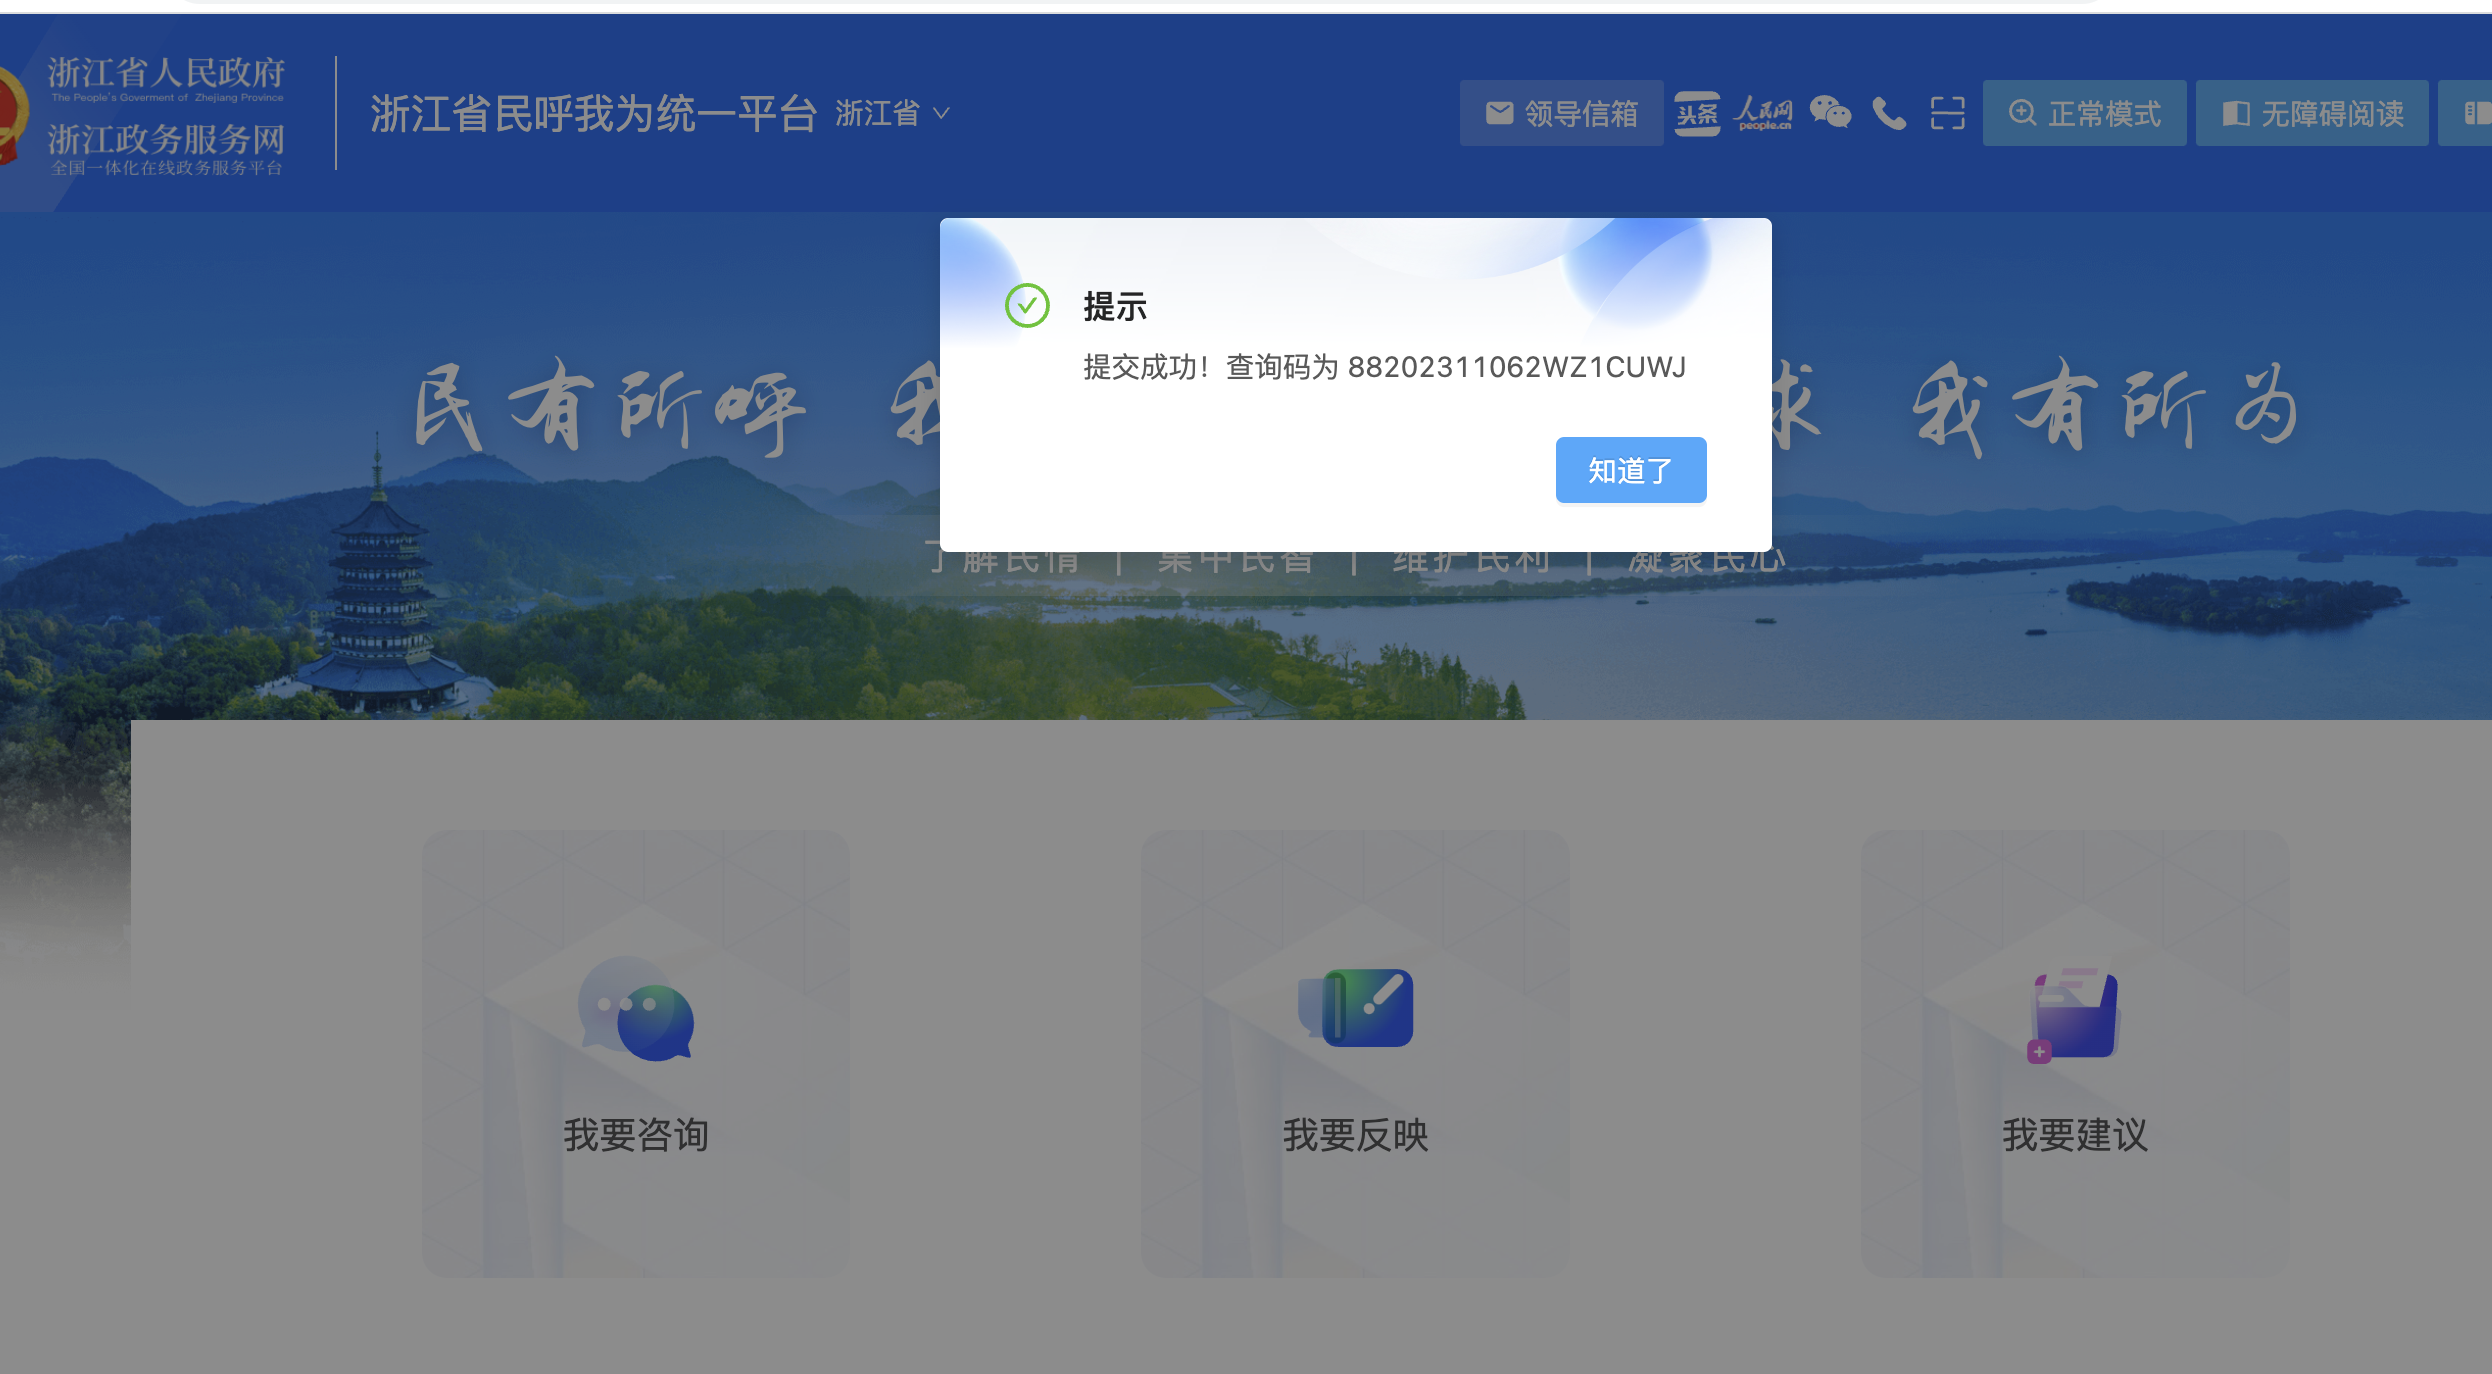 浙江省人民政府
The People's Goverment of Zhejiang Province
浙江政务服务网
全国一体化在线政务服务平台
浙江省民呼我为统一平台 浙江省
领导信箱
头条
人民网
people.cn
正常模式
无障碍阅读
提示
提交成功！查询码为 88202311062WZ1CUWJ
知道了
民有所呼 我
求 我有所为
了解民情 | 集中民智 | 维护民利 | 凝聚民心
我要咨询
我要反映
我要建议